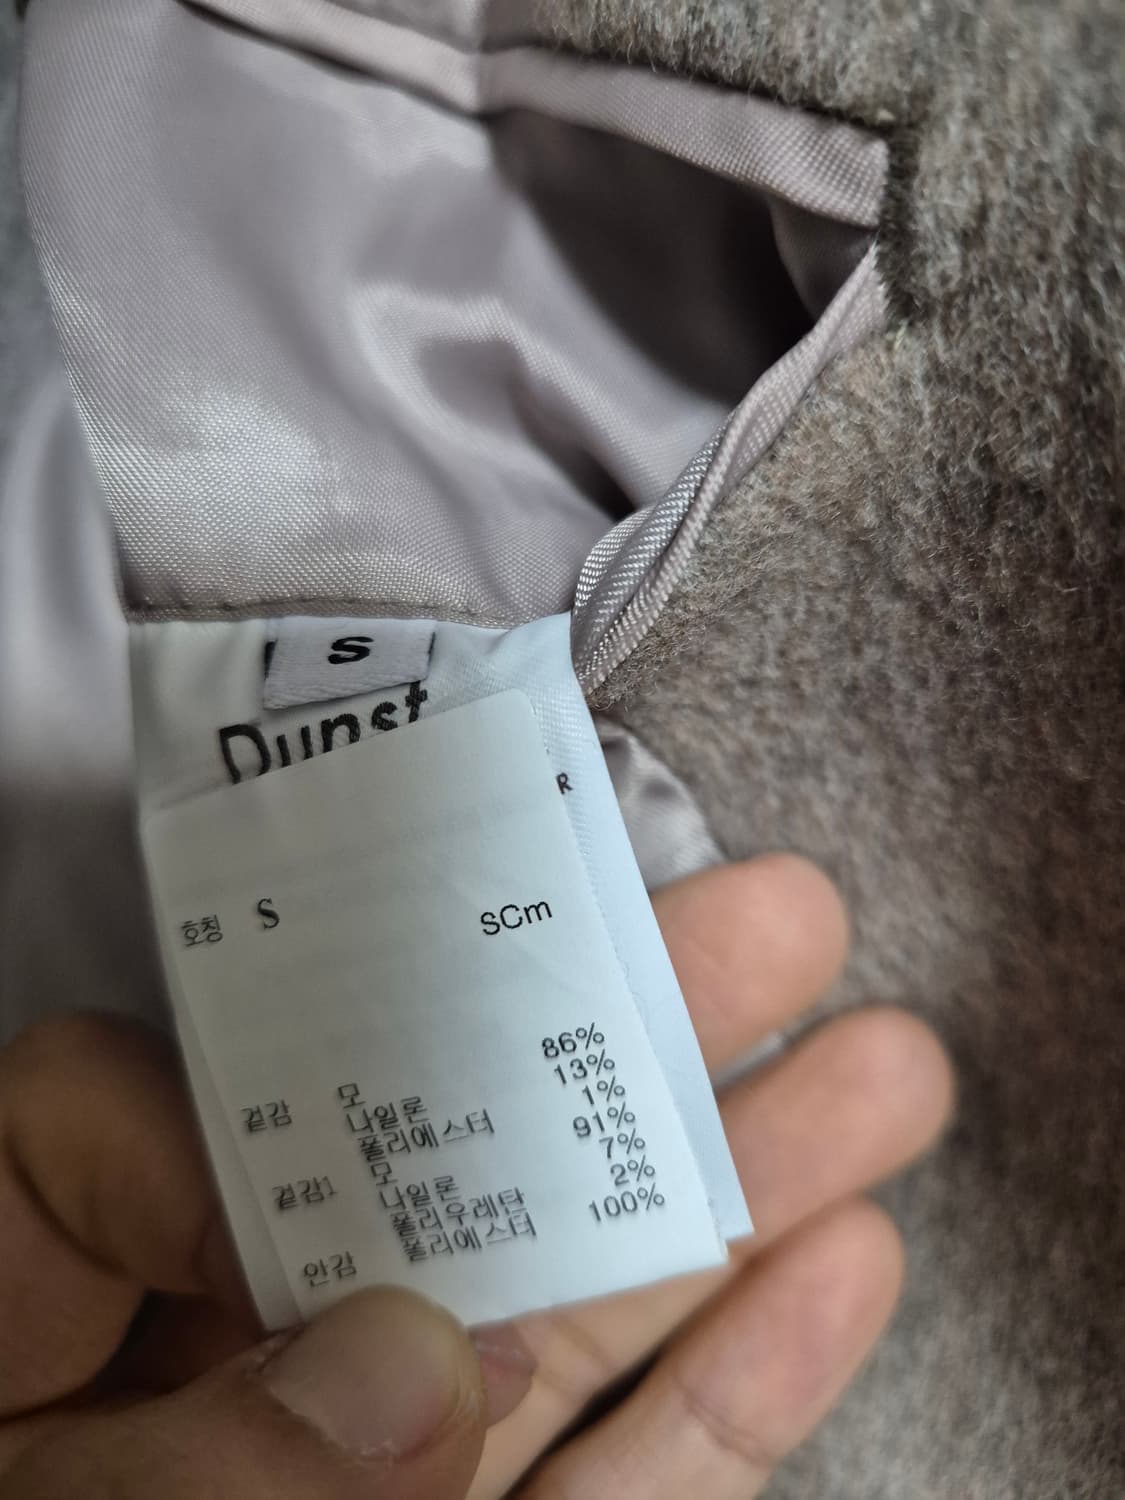 S
Dunst
R
호칭 S sCm
겉감 모 86%
나일론 13%
폴리에스터 1%
겉감1 모 91%
나일론 7%
폴리우레탄 2%
안감 폴리에스터 100%